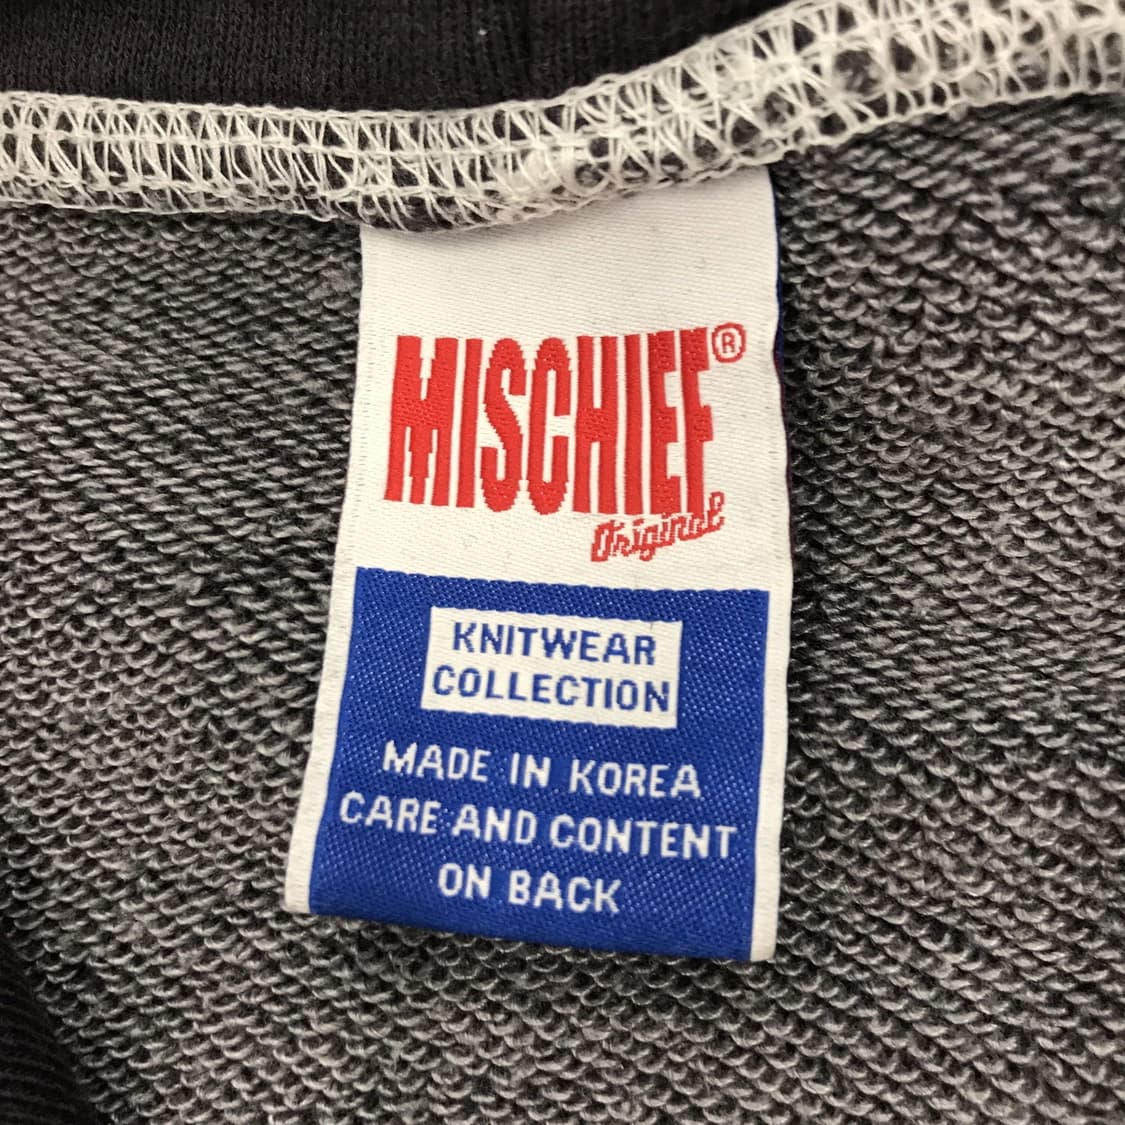 MISCHIEF®
Original
KNITWEAR
COLLECTION
MADE IN KOREA
CARE AND CONTENT
ON BACK